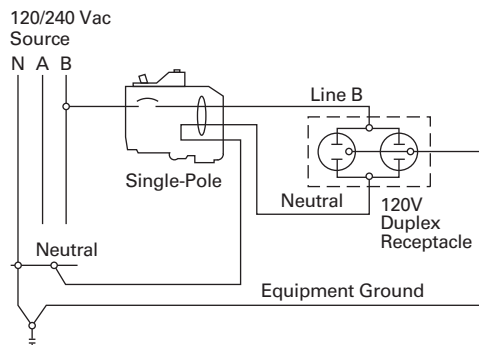 120/240 Vac
Source
N A B
Line B
Single-Pole
Neutral
120V
Duplex
Receptacle
Neutral
Equipment Ground